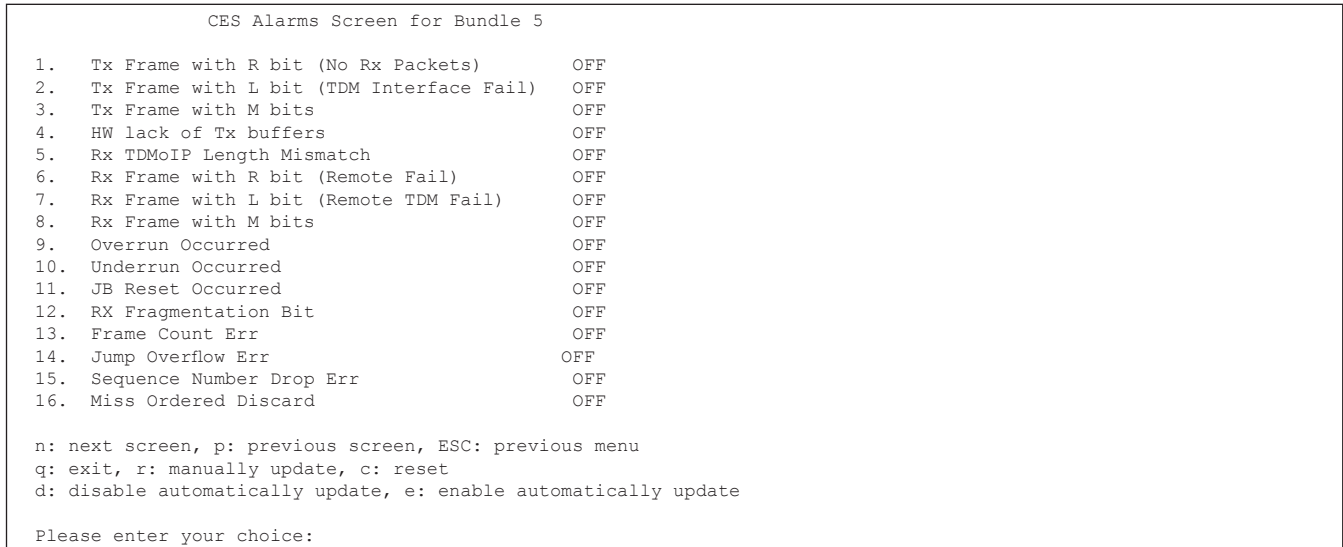 CES Alarms Screen for Bundle 5
1. Tx Frame with R bit (No Rx Packets) OFF
2. Tx Frame with L bit (TDM Interface Fail) OFF
3. Tx Frame with M bits OFF
4. HW lack of Tx buffers OFF
5. Rx TDMoIP Length Mismatch OFF
6. Rx Frame with R bit (Remote Fail) OFF
7. Rx Frame with L bit (Remote TDM Fail) OFF
8. Rx Frame with M bits OFF
9. Overrun Occurred OFF
10. Underrun Occurred OFF
11. JB Reset Occurred OFF
12. RX Fragmentation Bit OFF
13. Frame Count Err OFF
14. Jump Overflow Err OFF
15. Sequence Number Drop Err OFF
16. Miss Ordered Discard OFF
n: next screen, p: previous screen, ESC: previous menu
q: exit, r: manually update, c: reset
d: disable automatically update, e: enable automatically update
Please enter your choice: